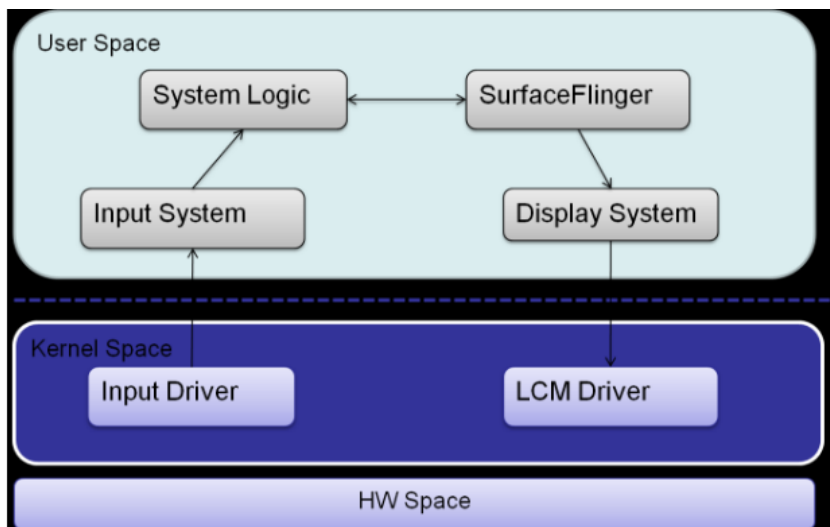 User Space
System Logic
SurfaceFlinger
Input System
Display System
Kernel Space
Input Driver
LCM Driver
HW Space